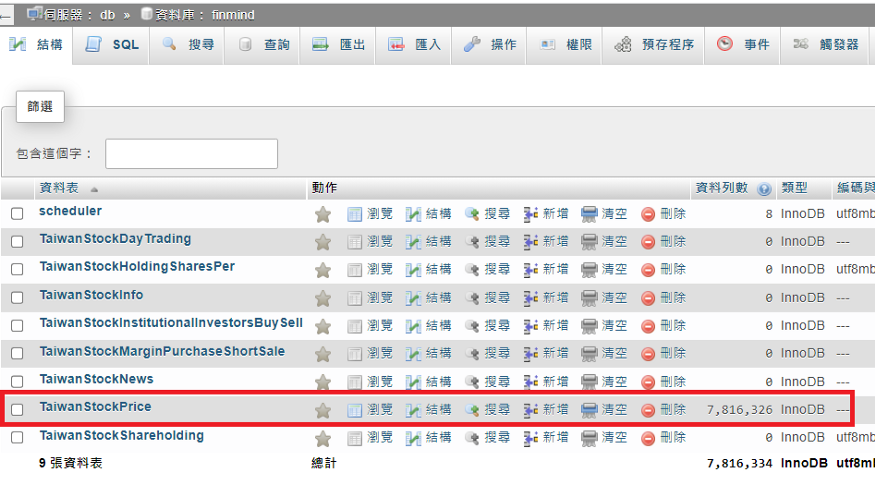 伺服器： db » 資料庫： finmind
結構 SQL 搜尋 查詢 匯出 匯入 操作 權限 預存程序 事件 觸發器
篩選
包含這個字：
資料表 動作 資料列數 類型 編碼與
scheduler 瀏覽 結構 搜尋 新增 清空 刪除 8 InnoDB utf8mb
TaiwanStockDayTrading 瀏覽 結構 搜尋 新增 清空 刪除 0 InnoDB ---
TaiwanStockHoldingSharesPer 瀏覽 結構 搜尋 新增 清空 刪除 0 InnoDB utf8mb
TaiwanStockInfo 瀏覽 結構 搜尋 新增 清空 刪除 0 InnoDB ---
TaiwanStockInstitutionalInvestorsBuySell 瀏覽 結構 搜尋 新增 清空 刪除 0 InnoDB ---
TaiwanStockMarginPurchaseShortSale 瀏覽 結構 搜尋 新增 清空 刪除 0 InnoDB ---
TaiwanStockNews 瀏覽 結構 搜尋 新增 清空 刪除 0 InnoDB ---
TaiwanStockPrice 瀏覽 結構 搜尋 新增 清空 刪除 7,816,326 InnoDB ---
TaiwanStockShareholding 瀏覽 結構 搜尋 新增 清空 刪除 0 InnoDB utf8mb
9 張資料表 總計 7,816,334 InnoDB utf8mb